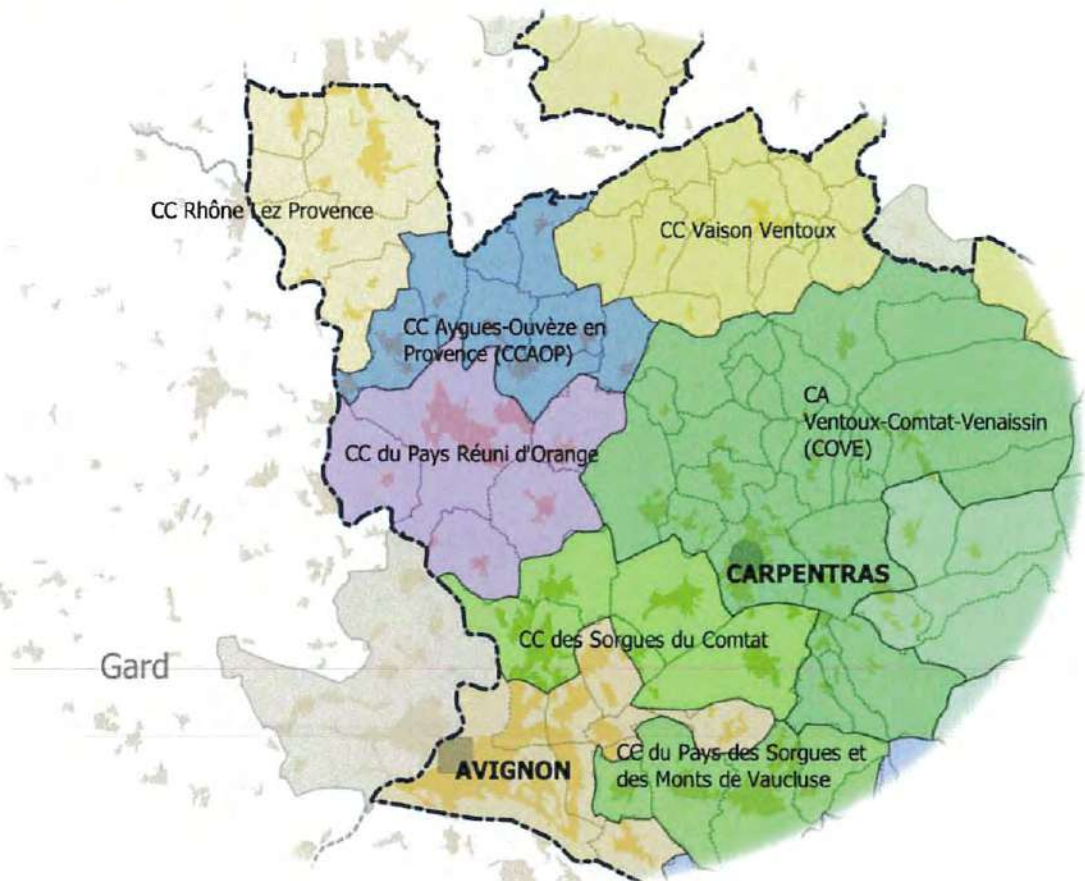 CC Rhône Lez Provence
CC Vaison Ventoux
CC Aygues-Ouvèze en
Provence (CCAOP)
CA
Ventoux-Comtat-Venaissin
(COVE)
CC du Pays Réuni d'Orange
CARPENTRAS
CC des Sorgues du Comtat
Gard
AVIGNON
CC du Pays des Sorgues et
des Monts de Vaucluse